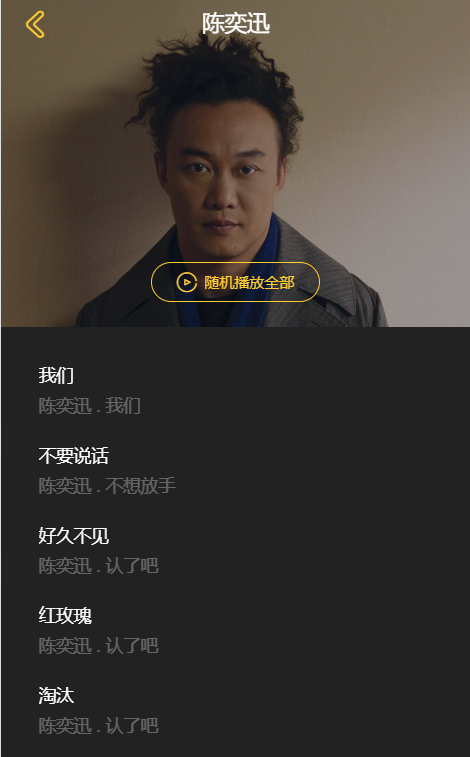 陈奕迅
随机播放全部
我们
陈奕迅 . 我们
不要说话
陈奕迅 . 不想放手
好久不见
陈奕迅 . 认了吧
红玫瑰
陈奕迅 . 认了吧
淘汰
陈奕迅 . 认了吧